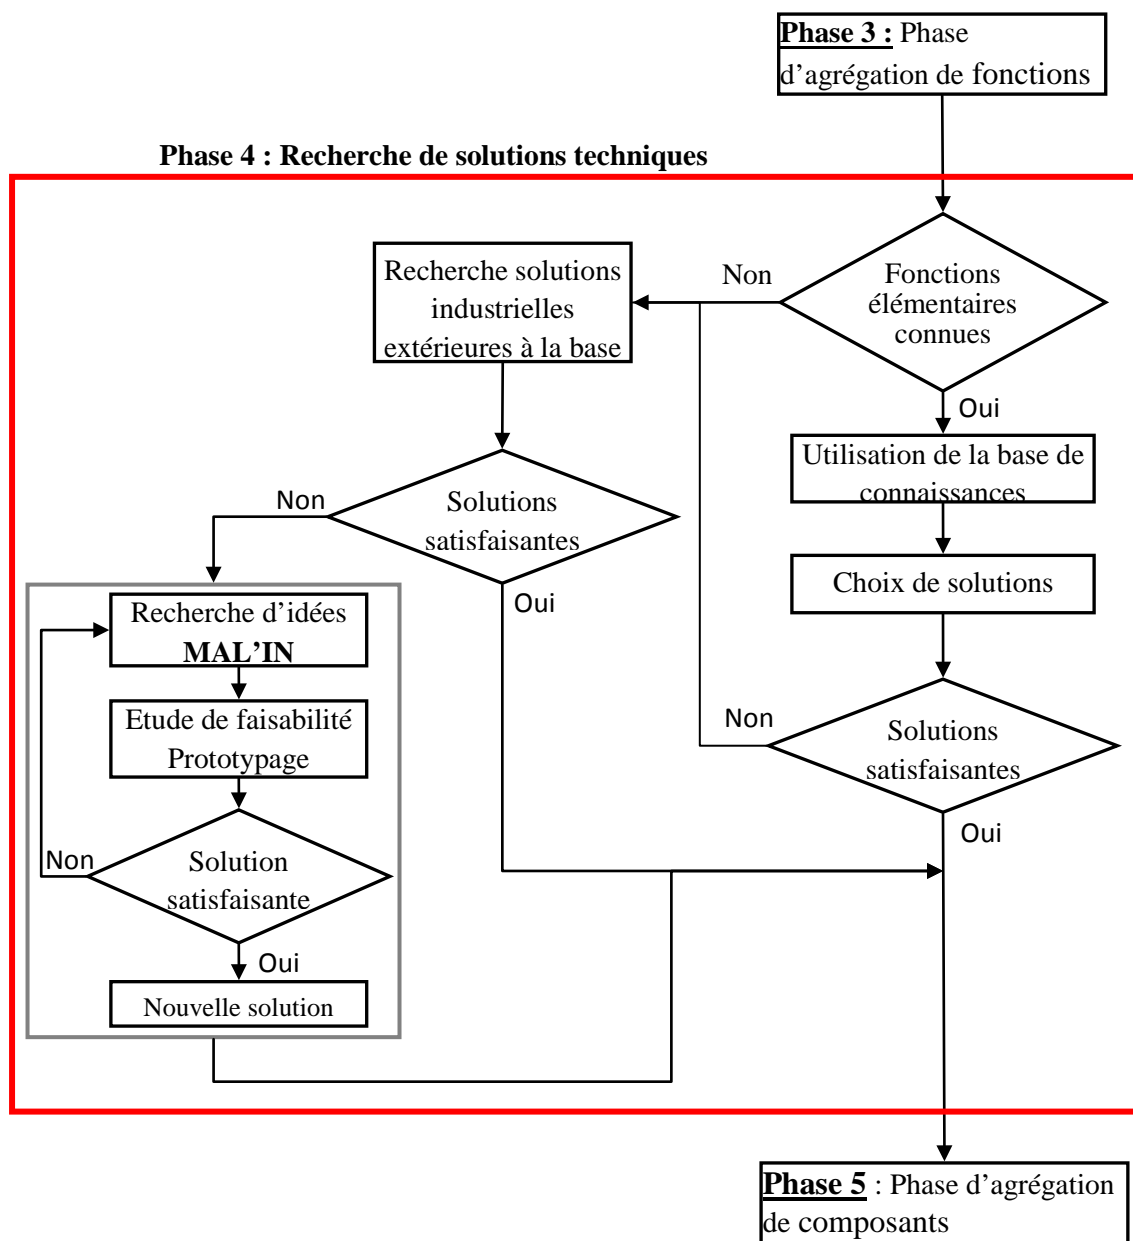 Phase 3 : Phase
d’agrégation de fonctions
Phase 4 : Recherche de solutions techniques
Fonctions
élémentaires
connues
Non
Oui
Recherche solutions
industrielles
extérieures à la base
Utilisation de la base de
connaissances
Solutions
satisfaisantes
Non
Oui
Choix de solutions
Recherche d’idées
MAL’IN
Etude de faisabilité
Prototypage
Solutions
satisfaisantes
Non
Oui
Solution
satisfaisante
Non
Oui
Nouvelle solution
Phase 5 : Phase d’agrégation
de composants